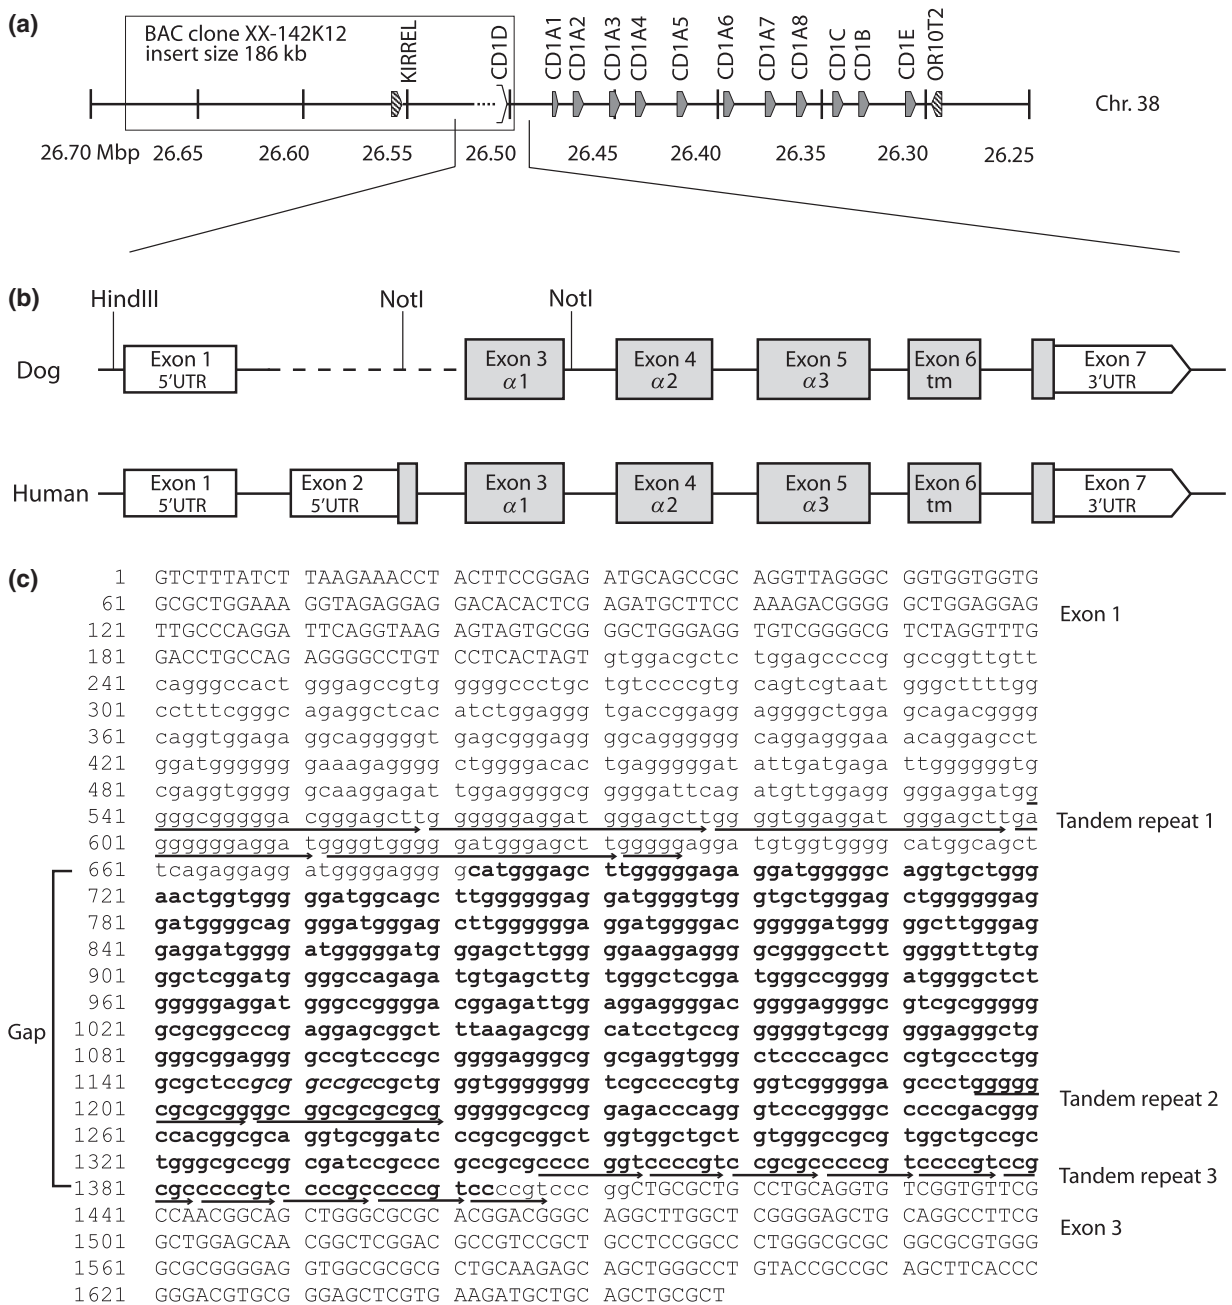 (a)
BAC clone XX-142K12
insert size 186 kb
KIRREL
CD1D
CD1A1
CD1A2
CD1A3
CD1A4
CD1A5
CD1A6
CD1A7
CD1A8
CD1C
CD1B
CD1E
OR10T2
Chr. 38
26.70 Mbp 26.65 26.60 26.55 26.50 26.45 26.40 26.35 26.30 26.25
(b)
HindIII NotI NotI
Dog
Exon 1
5'UTR
Exon 3
α1
Exon 4
α2
Exon 5
α3
Exon 6
tm
Exon 7
3'UTR
Human
Exon 1
5'UTR
Exon 2
5'UTR
Exon 3
α1
Exon 4
α2
Exon 5
α3
Exon 6
tm
Exon 7
3'UTR
(c)
1 GTCTTTATCT TAAGAAACCT ACTTCCGGAG ATGCAGCCGC AGGTTAGGGC GGTGGTGGTG
61 GCGCTGGAAA GGTAGAGGAG GACACACTCG AGATGCTTCC AAAGACGGGG GCTGGAGGAG
Exon 1
121 TTGCCCAGGA TTCAGGTAAG AGTAGTGCGG GGCTGGGAGG TGTCGGGGCG TCTAGGTTTG
181 GACCTGCCAG AGGGGCCTGT CCTCACTAGT gtggacgctc tggagccccg gccggttgtt
241 cagggccact gggagccgtg ggggccctgc tgtccccgtg cagtcgtaat gggcttttgg
301 cctttcgggc agaggctcac atctggaggg tgaccggagg aggggctgga gcagacgggg
361 caggtggaga ggcagggggt gagcgggagg ggcagggggg caggagggaa acaggagcct
421 ggatgggggg gaaagagggg ctggggacac tgagggggat attgatgaga ttggggggtg
481 cgaggtgggg gcaaggagat tggaggggcg ggggattcag atgttggagg gggaggatgg
541 gggcgggggga cgggagcttg gggggaggat gggagcttgg ggtggaggat gggagcttga
Tandem repeat 1
601 ggggggagga tggggtgggg gatgggagct tgggggagga tgtggtgggg catggcagct
661 tcagaggagg atggggaggg gcatgggagc ttgggggaga ggatgggggc aggtgctggg
721 aactggtggg ggatggcagc ttggggggag gatggggtgg gtgctgggag ctggggggag
781 gatggggcag gggatgggag cttgggggga ggatggggac gggggatggg ggcttgggag
841 gaggatgggg atgggggatg ggagcttggg ggaaggaggg gcggggcctt ggggtttgtg
901 ggctcggatg gggccagaga tgtgagcttg tgggctcgga tgggccgggg atggggctct
961 gggggaggat gggccgggga cggagattgg aggaggggac ggggaggggc gtcgcggggg
Gap
1021 gcgcggcccg aggagcggct ttaagagcgg catcctgccg gggggtgcgg gggagggctg
1081 gggcggaggg gccgtcccgc ggggagggcg gcgaggtggg ctccccagcc cgtgccctgg
1141 gcgctccgcg gccgccgctg ggtggggggg tcgccccgtg ggtcggggga gccctggggg
Tandem repeat 2
1201 cgcgcggggc ggcgcgcgcg ggggcgccg gagacccagg gtcccggggc ccccgacggg
1261 ccacggcgca ggtgcggatc ccgcgcggct ggtggctgct gtgggccgcg tggctgccgc
1321 tgggcgccgg cgatccgccc gccgcgcccc ggtccccgtc cgcgcccccg tccccgtccg
Tandem repeat 3
1381 cgcccccgtc cccgcccccg tccccgtccc ggCTGCGCTG CCTGCAGGTG TCGGTGTTCG
1441 CCAACGGCAG CTGGGCGCGC ACGGACGGGC AGGCTTGGCT CGGGGAGCTG CAGGCCTTCG
Exon 3
1501 GCTGGAGCAA CGGCTCGGAC GCCGTCCGCT GCCTCCGGCC CTGGGCGCGC GGCGCGTGGG
1561 GCGCGGGGAG GTGGCGCGCG CTGCAAGAGC AGCTGGGCCT GTACCGCCGC AGCTTCACCC
1621 GGGACGTGCG GGAGCTCGTG AAGATGCTGC AGCTGCGCT